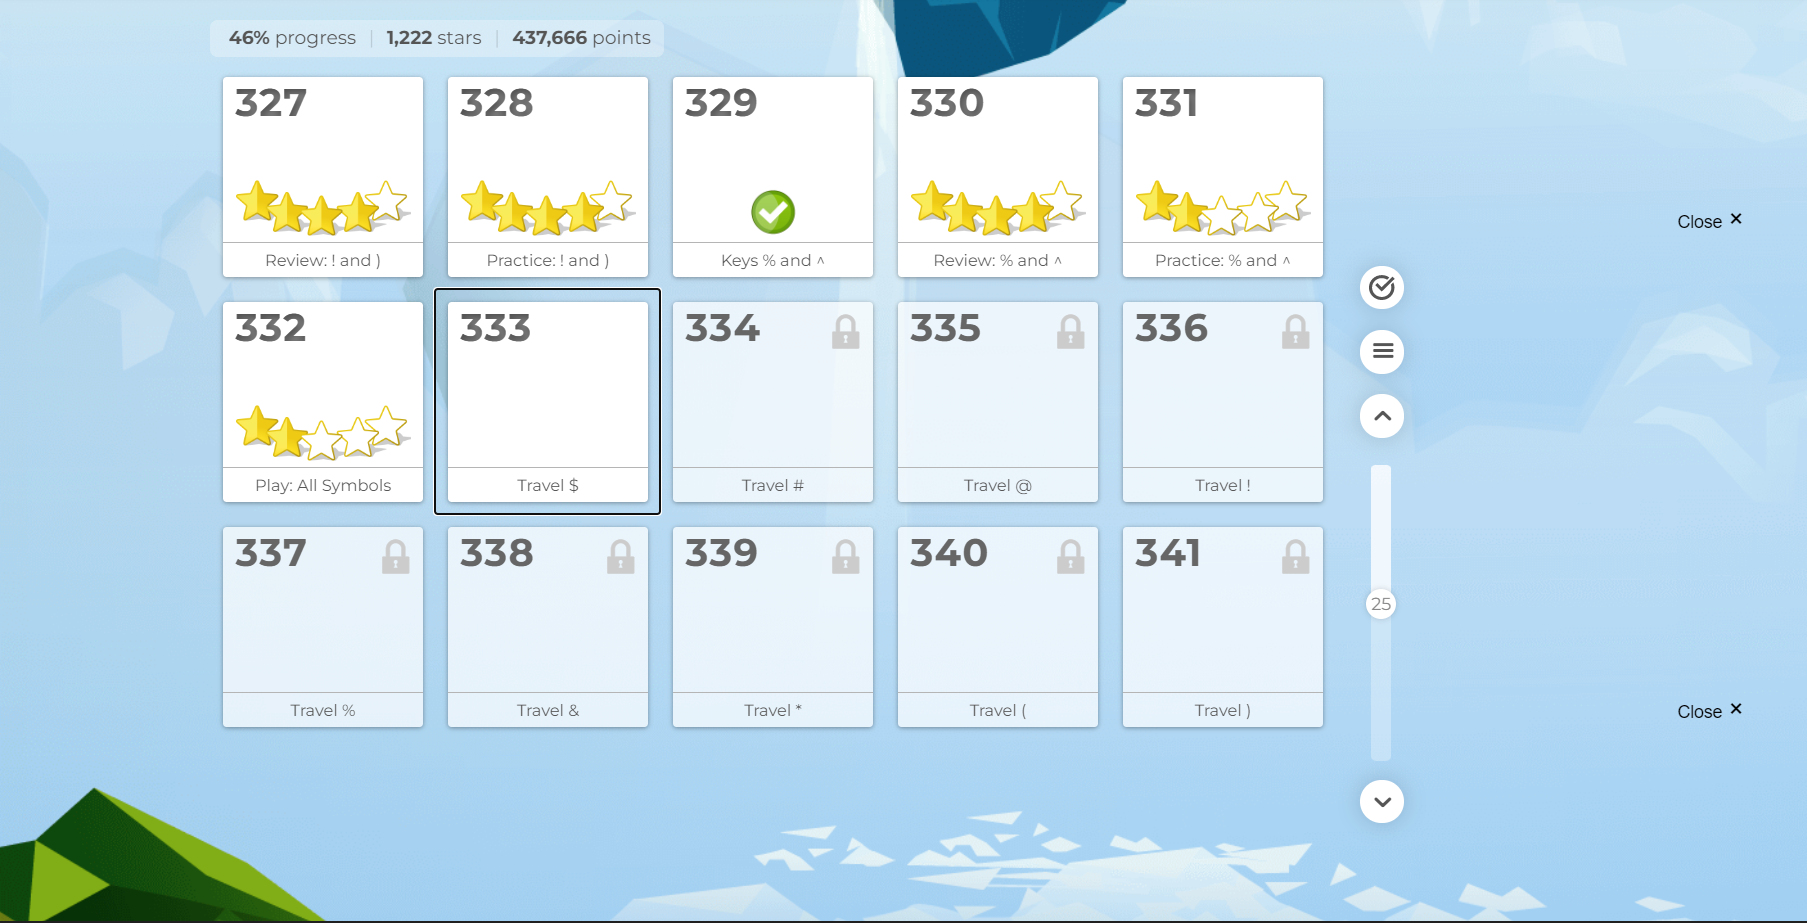 46% progress | 1,222 stars | 437,666 points
327
Review: ! and )
328
Practice: ! and )
329
Keys % and ^
330
Review: % and ^
331
Practice: % and ^
Close ×
332
Play: All Symbols
333
Travel $
334
Travel #
335
Travel @
336
Travel !
25
337
Travel %
338
Travel &
339
Travel *
340
Travel (
341
Travel )
Close ×